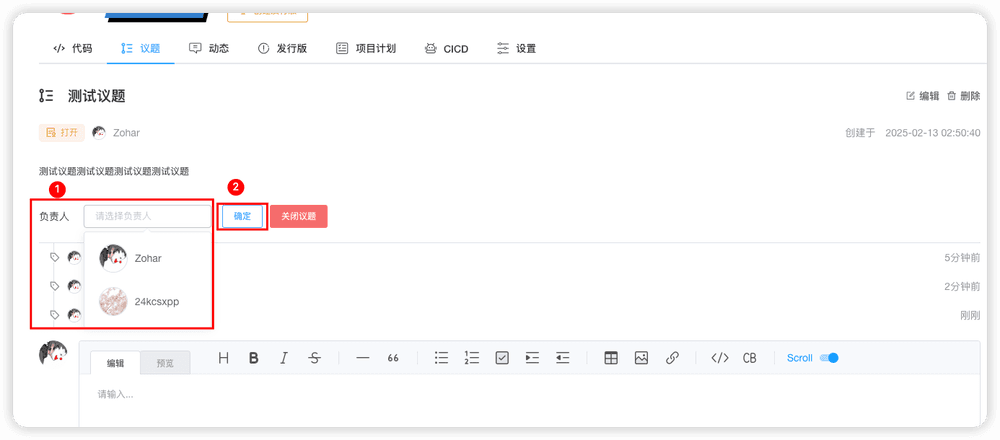 代码 议题 动态 发行版 项目计划 CICD 设置
测试议题 编辑 删除
打开 Zohar 创建于 2025-02-13 02:50:40
测试议题测试议题测试议题测试议题
1 2
负责人 请选择负责人 确定 关闭议题
Zohar 5分钟前
2分钟前
24kcsxpp
刚刚
编辑 预览 H B I S 66 CB Scroll
请输入...